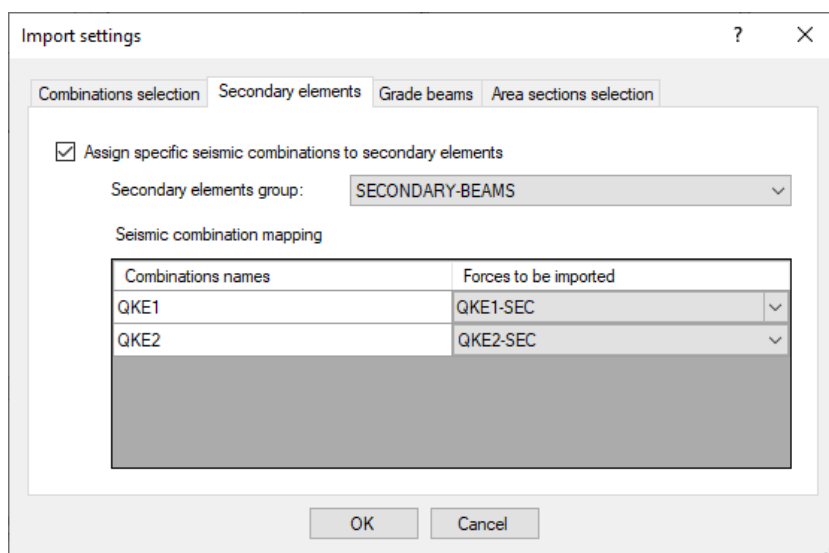 Import settings ? ×
Combinations selection Secondary elements Grade beams Area sections selection
Assign specific seismic combinations to secondary elements
Secondary elements group: SECONDARY-BEAMS
Seismic combination mapping
Combinations names Forces to be imported
QKE1 QKE1-SEC
QKE2 QKE2-SEC
OK Cancel